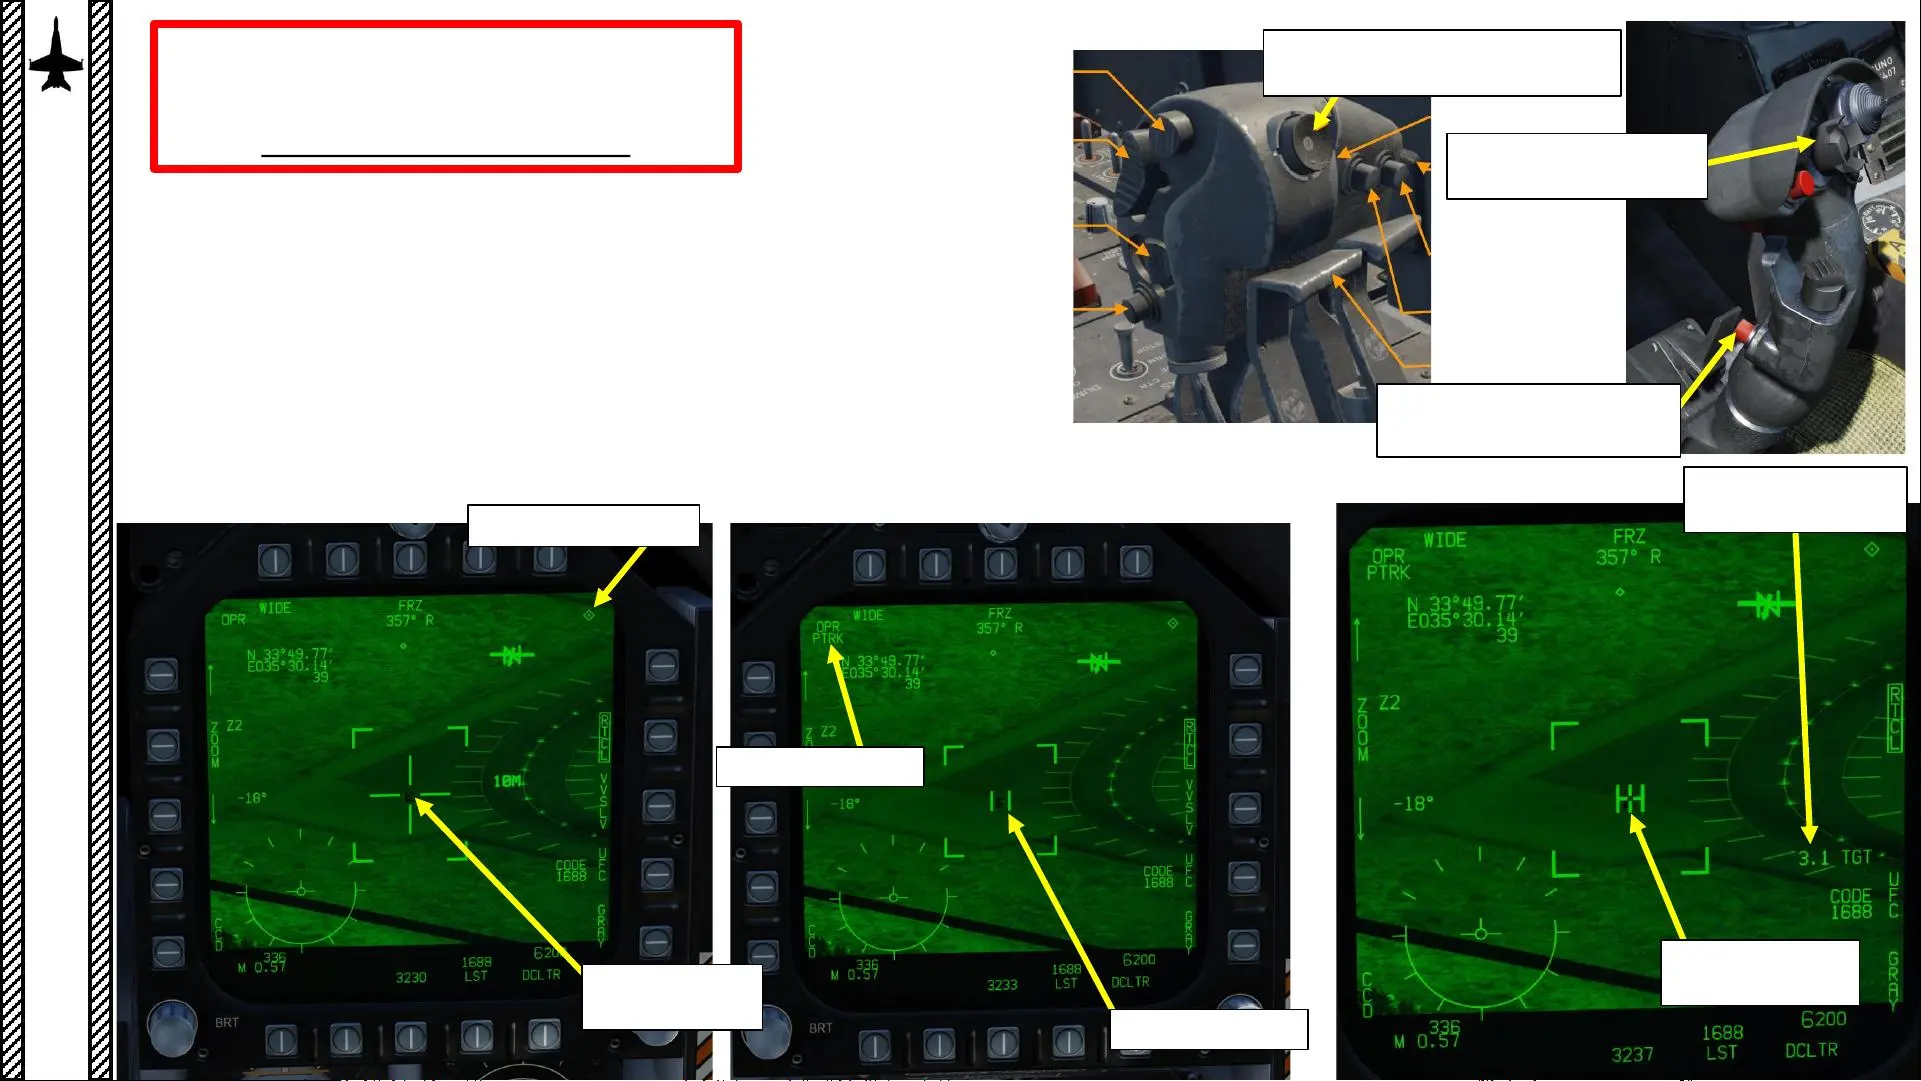 UNO
407
WIDE
FRZ
OPR
357° R
N 33°49.77′
E035°30.14′
39
ZOOM
Z2
RTCL
10M
VVSLV
-18°
CODE
1688
UFC
GRAY
CCD
336
M 0.57
3230
1688
LST
6200
DCLTR
BRT
WIDE
FRZ
OPR
PTRK
357° R
N 33°49.77′
E035°30.14′
39
Z2
RTCL
VVSLV
-18°
CODE
1688
UFC
GRAY
CCD
336
M 0.57
3233
1688
LST
6200
DCLTR
BRT
WIDE
FRZ
OPR
PTRK
357° R
N 33°49.77′
E035°30.14′
39
ZOOM
Z2
RTCL
-18°
3.1 TGT
CODE
1688
UFC
GRAY
CCD
336
M 0.57
3237
1688
LST
6200
DCLTR